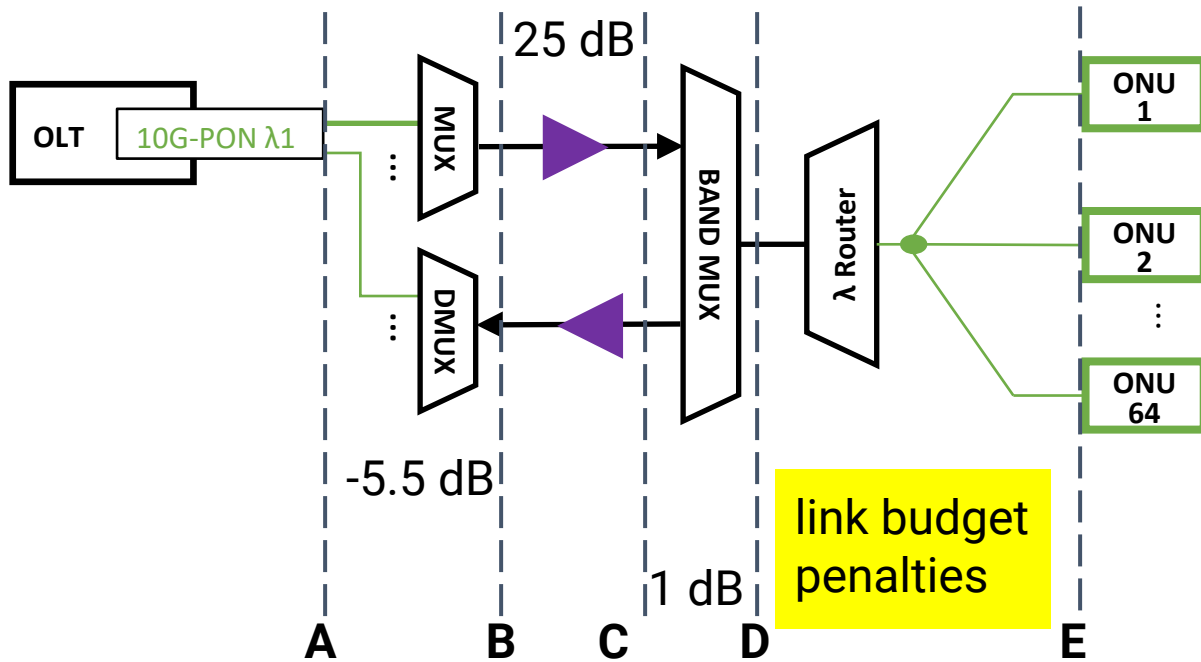 25 dB
OLT
10G-PON λ1
MUX
...
DMUX
...
BAND MUX
λ Router
ONU
1
ONU
2
...
ONU
64
-5.5 dB
1 dB
link budget
penalties
A
B
C
D
E